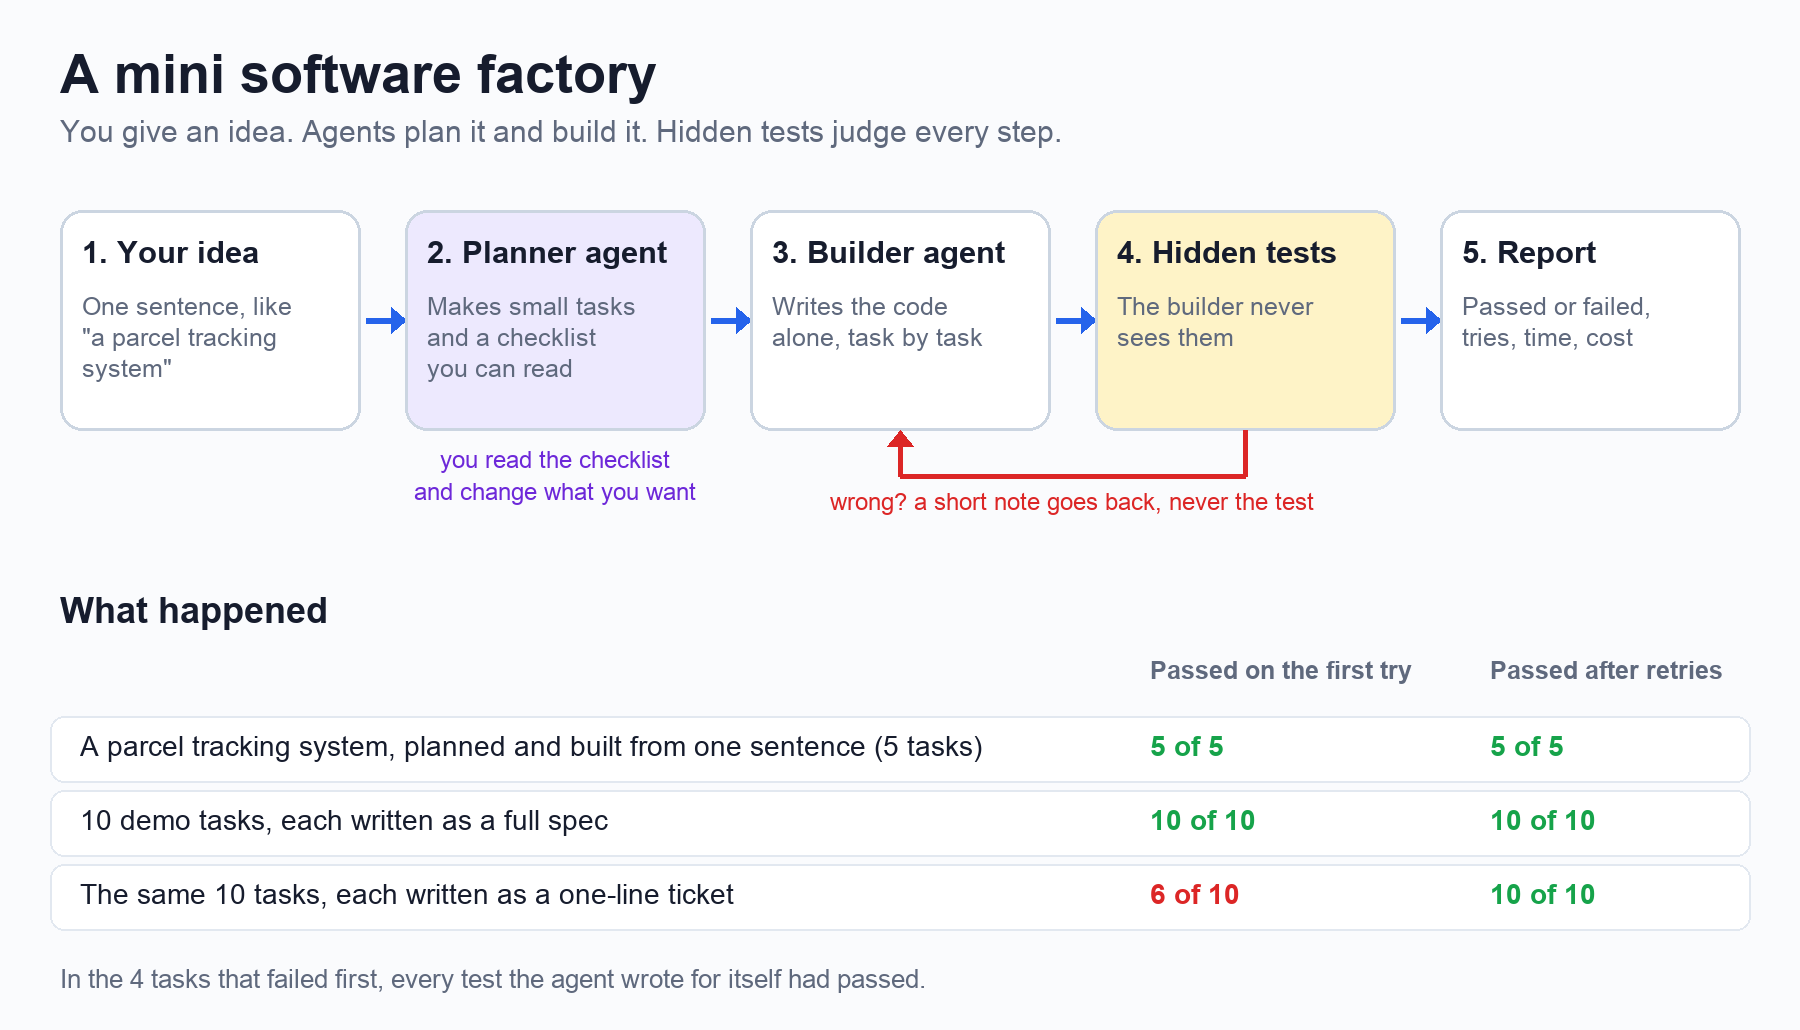 A mini software factory
You give an idea. Agents plan it and build it. Hidden tests judge every step.
1. Your idea
One sentence, like
"a parcel tracking
system"
2. Planner agent
Makes small tasks
and a checklist
you can read
3. Builder agent
Writes the code
alone, task by task
4. Hidden tests
The builder never
sees them
5. Report
Passed or failed,
tries, time, cost
you read the checklist
and change what you want
wrong? a short note goes back, never the test
What happened
Passed on the first try
Passed after retries
A parcel tracking system, planned and built from one sentence (5 tasks)
5 of 5
5 of 5
10 demo tasks, each written as a full spec
10 of 10
10 of 10
The same 10 tasks, each written as a one-line ticket
6 of 10
10 of 10
In the 4 tasks that failed first, every test the agent wrote for itself had passed.